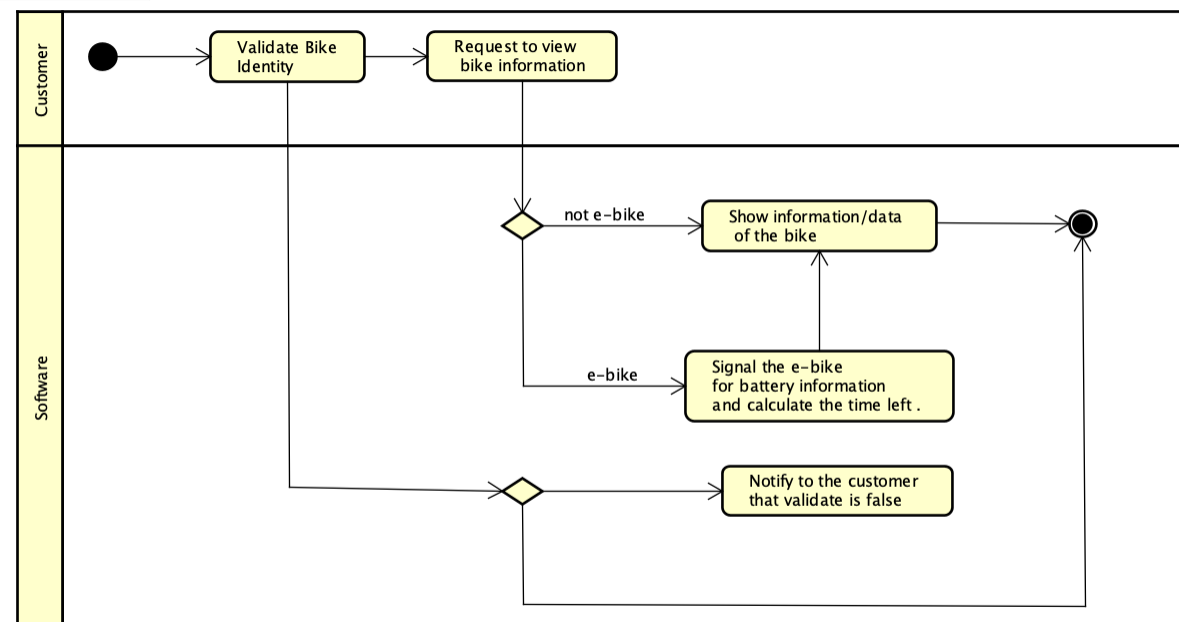 Customer
Validate Bike
Identity
Request to view
bike information
Software
not e-bike
Show information/data
of the bike
e-bike
Signal the e-bike
for battery information
and calculate the time left .
Notify to the customer
that validate is false